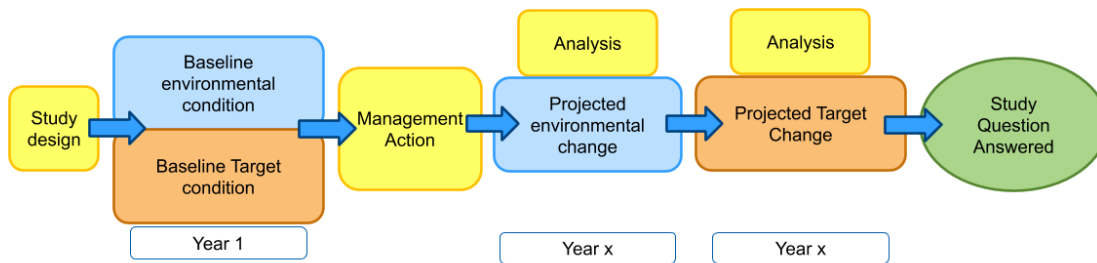 Study
design
Baseline
environmental
condition
Baseline Target
condition
Year 1
Management
Action
Analysis
Projected
environmental
change
Year x
Analysis
Projected Target
Change
Year x
Study
Question
Answered